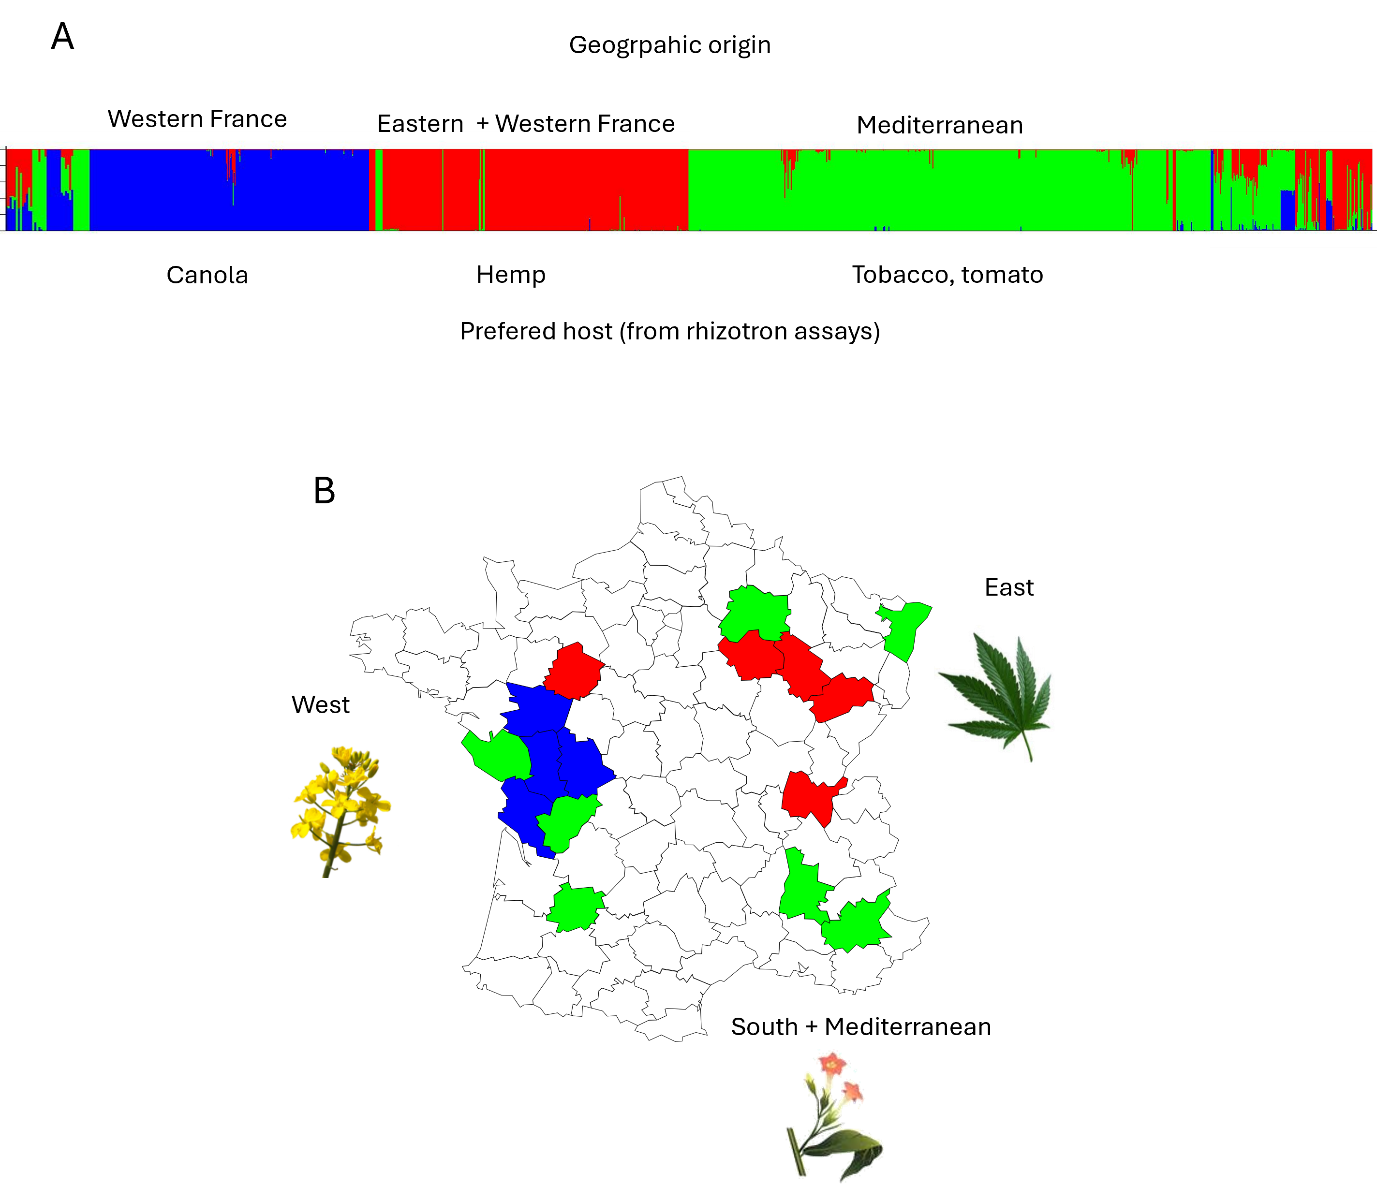 A
Geogrpahic origin
Western France
Eastern + Western France
Mediterranean
Canola
Hemp
Tobacco, tomato
Prefered host (from rhizotron assays)
B
East
West
South + Mediterranean